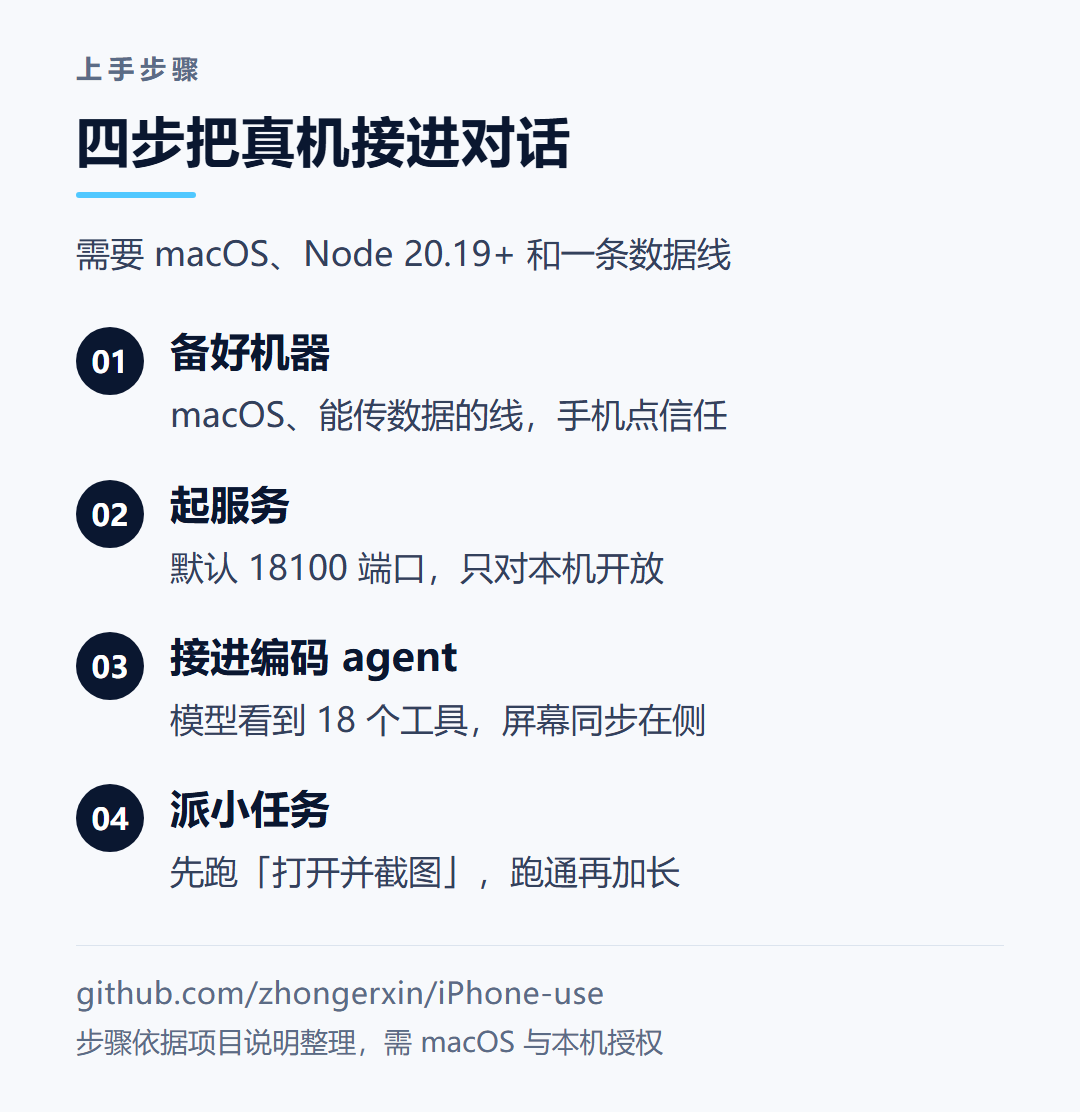 上手步骤
四步把真机接进对话
需要 macOS、Node 20.19+ 和一条数据线
01
备好机器
macOS、能传数据的线，手机点信任
02
起服务
默认 18100 端口，只对本机开放
03
接进编码 agent
模型看到 18 个工具，屏幕同步在侧
04
派小任务
先跑「打开并截图」，跑通再加长
github.com/zhongerxin/iPhone-use
步骤依据项目说明整理，需 macOS 与本机授权